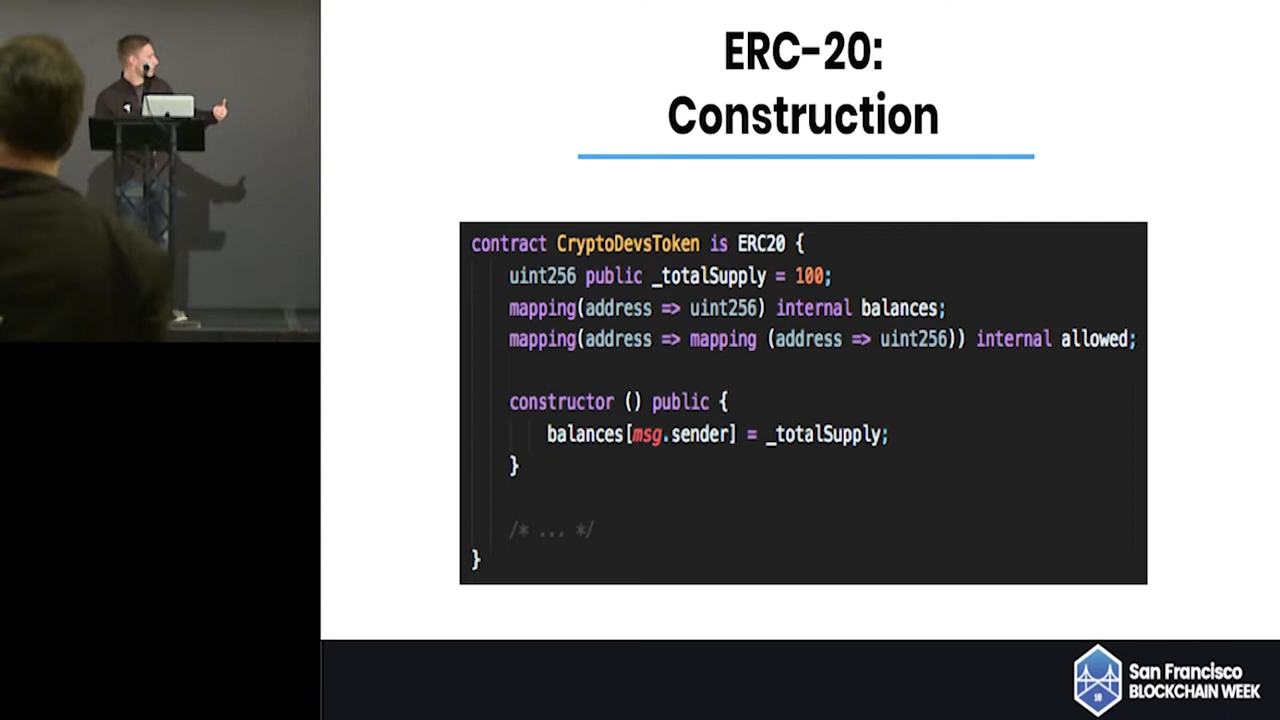 ERC-20:
Construction
contract CryptoDevsToken is ERC20 {
uint256 public _totalSupply = 100;
mapping(address => uint256) internal balances;
mapping(address => mapping (address => uint256)) internal allowed;
constructor () public {
balances[msg.sender] = _totalSupply;
}
/* ... */
}
San Francisco
BLOCKCHAIN WEEK